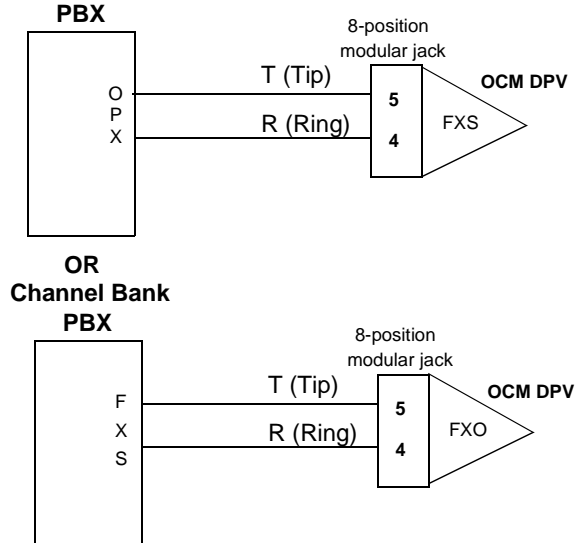 PBX
8-position
modular jack
OCM DPV
T (Tip)
O
P
X
5
FXS
R (Ring)
4
OR
Channel Bank
PBX
8-position
modular jack
OCM DPV
T (Tip)
F
X
S
5
FXO
R (Ring)
4